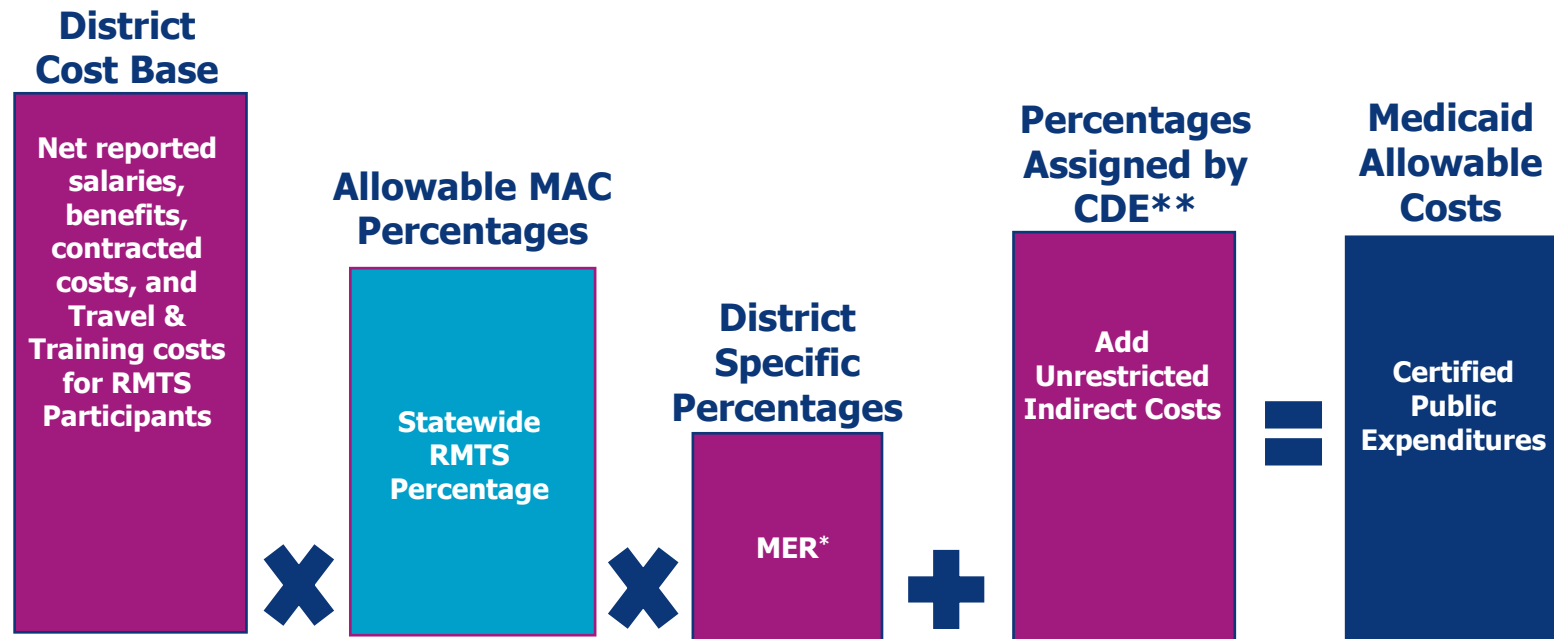 District
Cost Base
Net reported
salaries,
benefits,
contracted
costs, and
Travel &
Training costs
for RMTS
Participants
Allowable MAC
Percentages
Statewide
RMTS
Percentage
District
Specific
Percentages
MER*
Percentages
Assigned by
CDE**
Add
Unrestricted
Indirect Costs
Medicaid
Allowable
Costs
Certified
Public
Expenditures